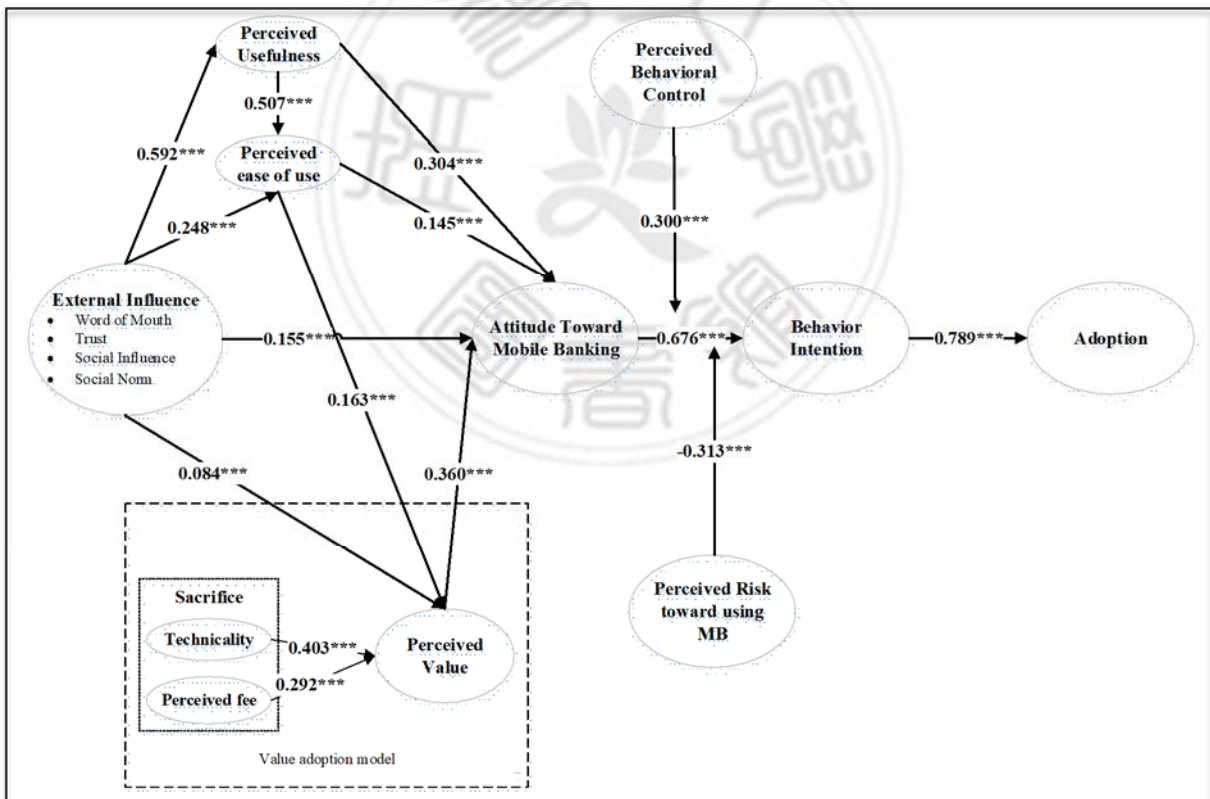 Perceived
Usefulness
Perceived
Behavioral
Control
0.507***
0.592***
Perceived
ease of use
0.304***
0.248***
0.145***
0.300***
External Influence
• Word of Mouth
• Trust
• Social Influence
• Social Norm
0.155***
Attitude Toward
Mobile Banking
0.676***
Behavior
Intention
0.789***
Adoption
0.163***
0.084***
0.360***
-0.313***
Sacrifice
Technicality
0.403***
Perceived fee
0.292***
Perceived
Value
Perceived Risk
toward using
MB
Value adoption model